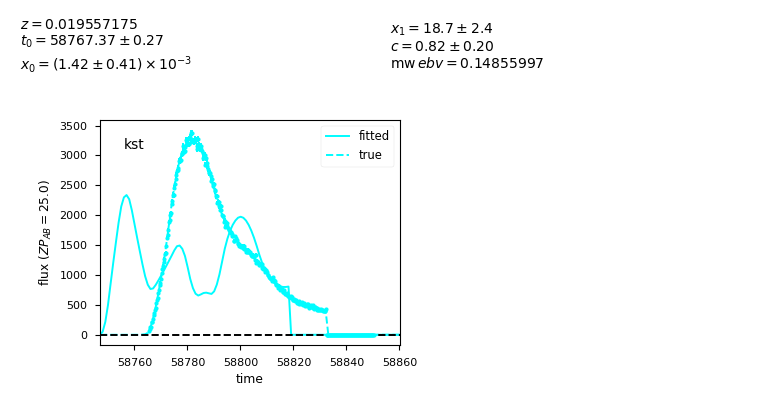 z = 0.019557175
t₀ = 58767.37 ± 0.27
x₀ = (1.42 ± 0.41) × 10⁻³
x₁ = 18.7 ± 2.4
c = 0.82 ± 0.20
mw ebv = 0.14855997
kst
fitted
true
flux (ZP_AB = 25.0)
3500
3000
2500
2000
1500
1000
500
0
58760 58780 58800 58820 58840 58860
time